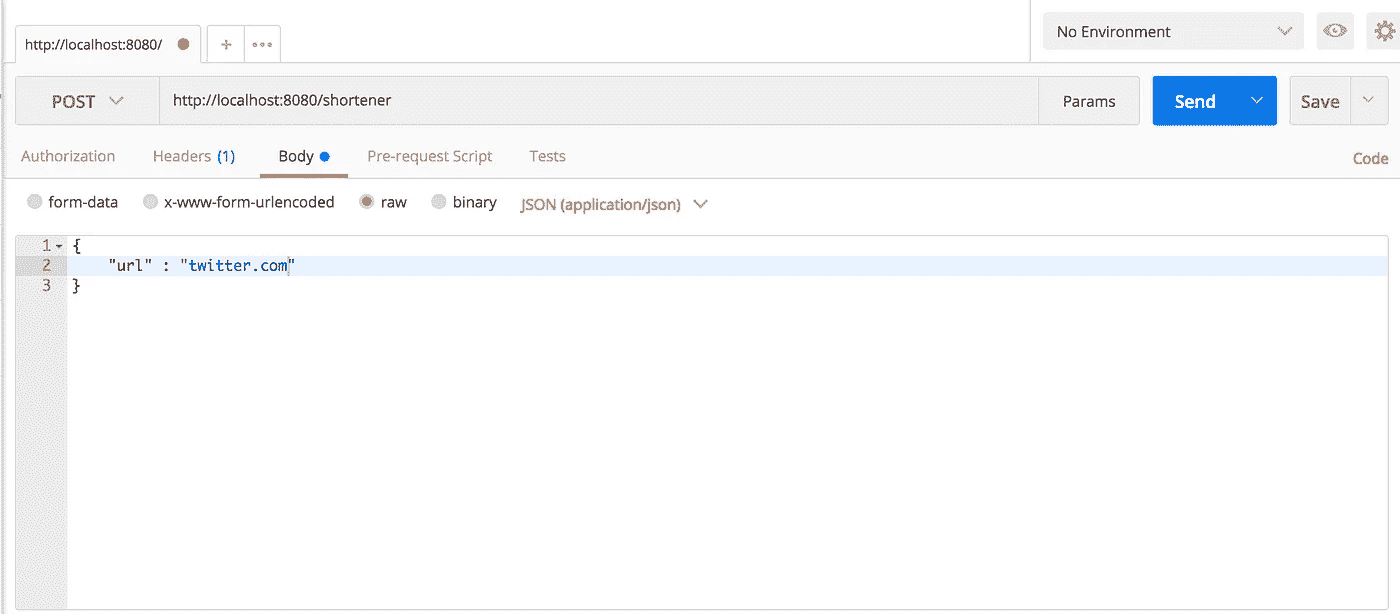 http://localhost:8080/
No Environment
POST http://localhost:8080/shortener Params Send Save
Authorization Headers (1) Body Pre-request Script Tests Code
form-data x-www-form-urlencoded raw binary JSON (application/json)
1 {
2 "url" : "twitter.com"
3 }